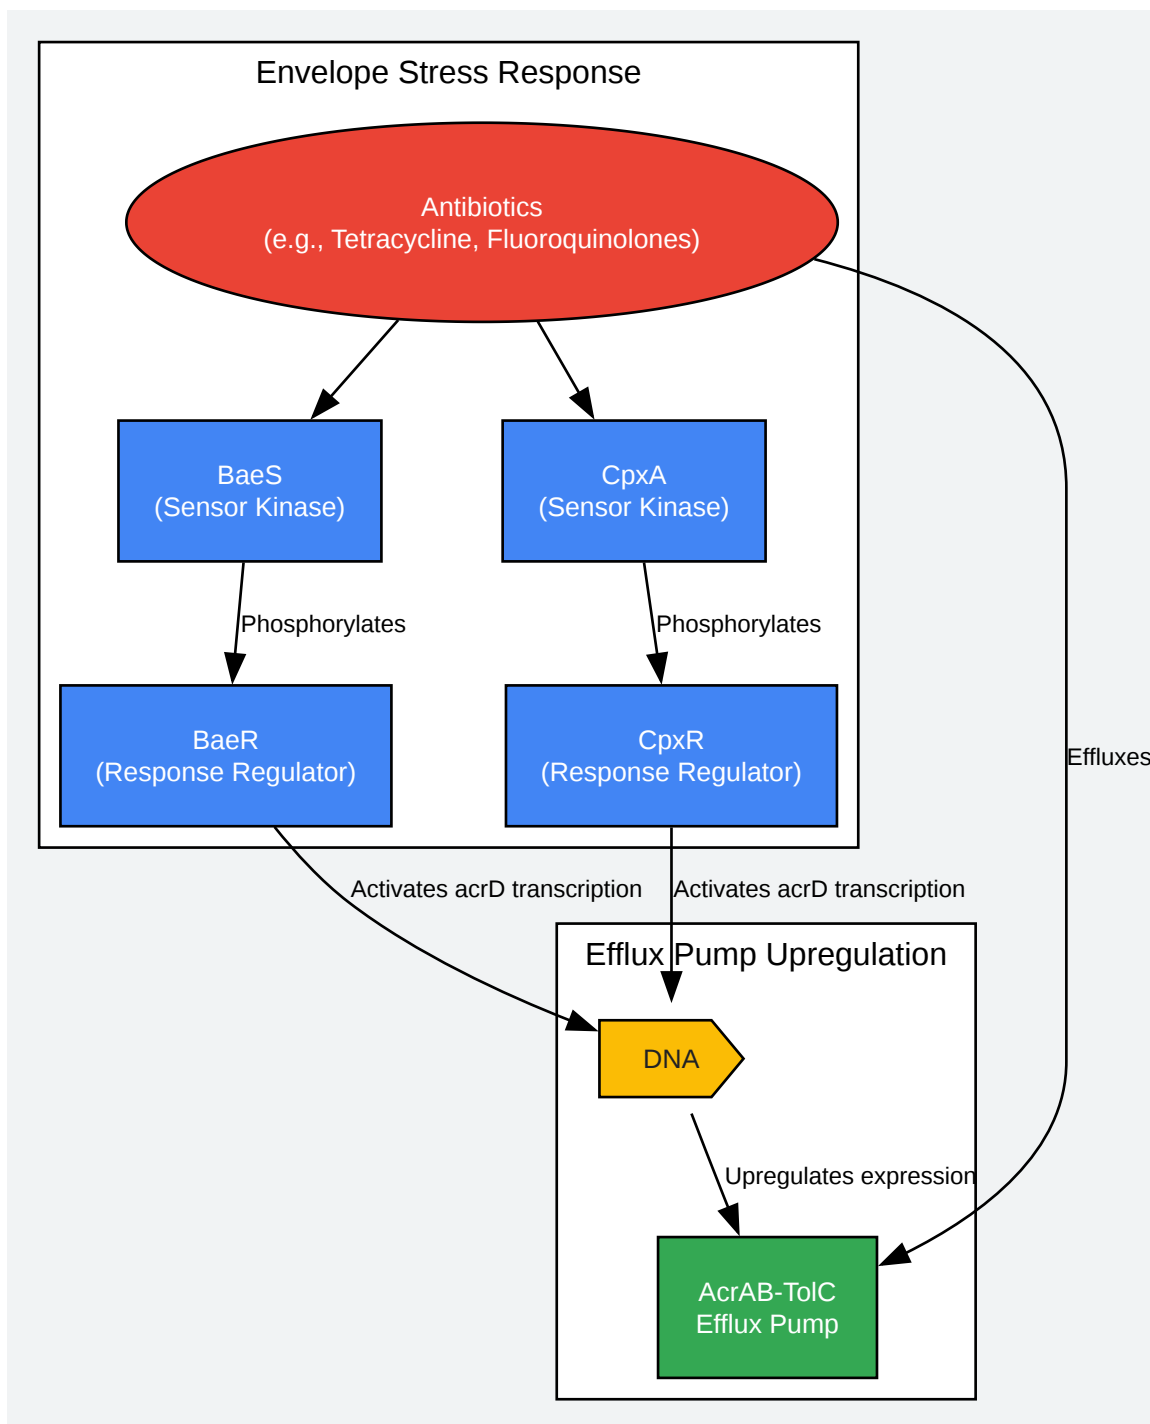 Envelope Stress Response
Antibiotics
(e.g., Tetracycline, Fluoroquinolones)
BaeS
(Sensor Kinase)
CpxA
(Sensor Kinase)
Phosphorylates
Phosphorylates
BaeR
(Response Regulator)
CpxR
(Response Regulator)
Effluxes
Activates acrD transcription
Activates acrD transcription
Efflux Pump Upregulation
DNA
Upregulates expression
AcrAB-TolC
Efflux Pump